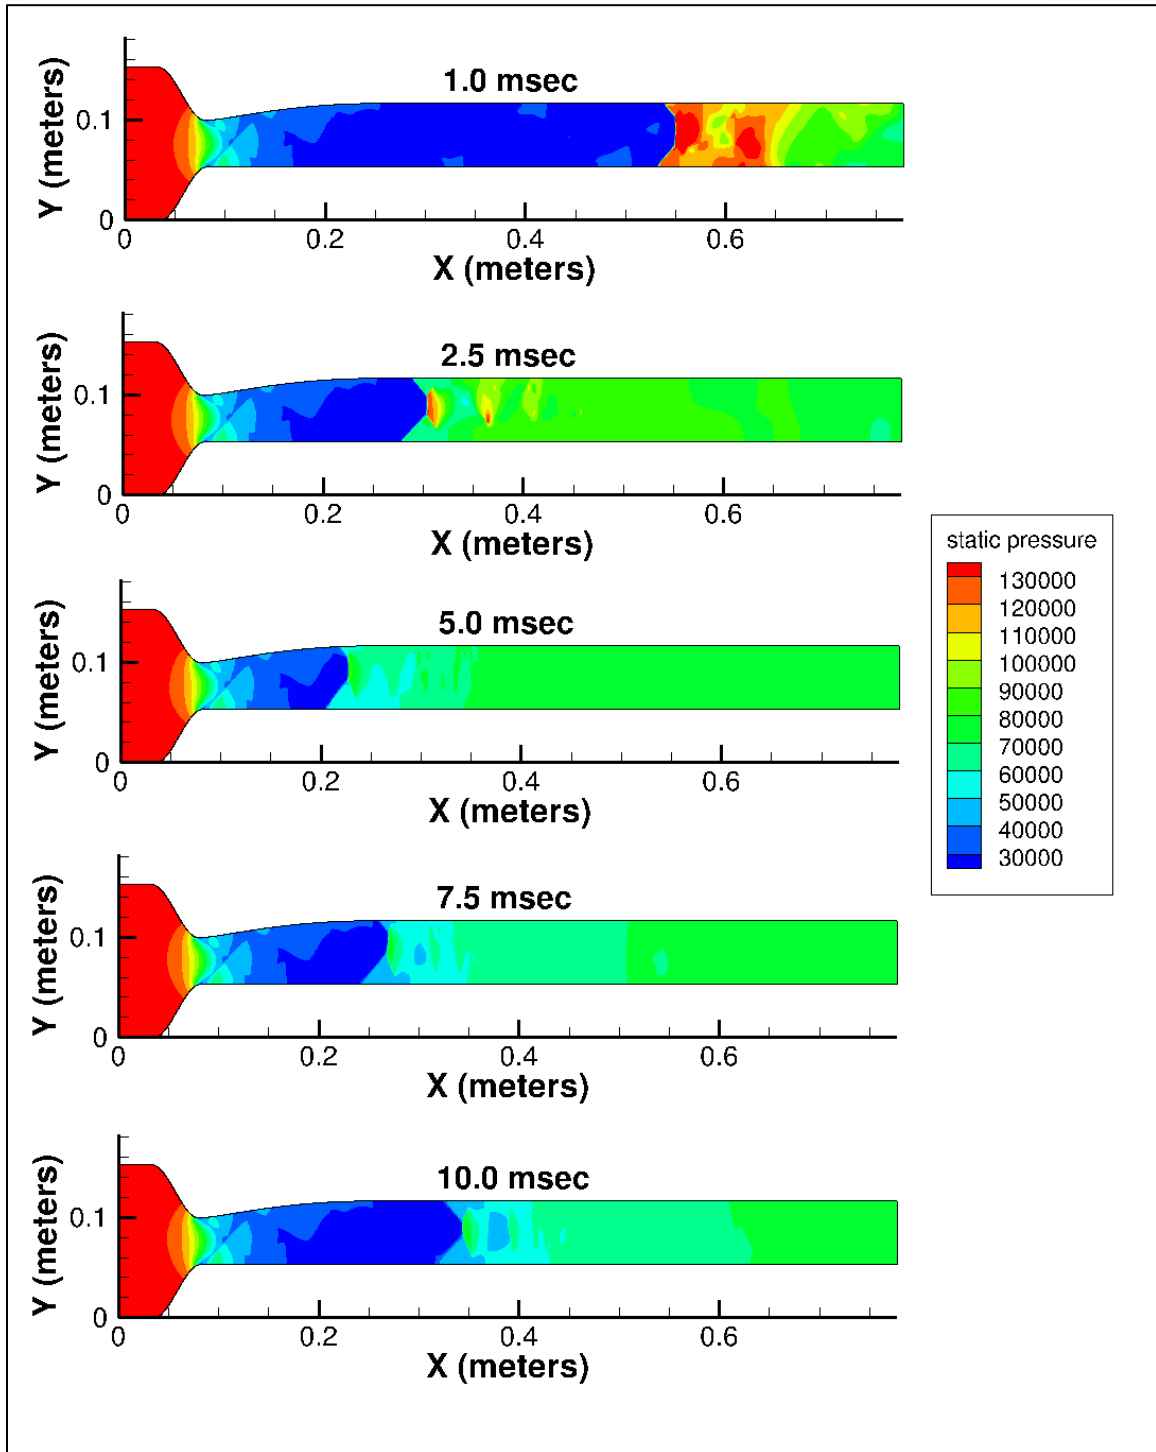 1.0 msec
Y (meters)
0.1
0
0 0.2 0.4 0.6
X (meters)
2.5 msec
Y (meters)
0.1
0
0 0.2 0.4 0.6
X (meters)
static pressure
130000
120000
110000
100000
90000
80000
70000
60000
50000
40000
30000
5.0 msec
Y (meters)
0.1
0
0 0.2 0.4 0.6
X (meters)
7.5 msec
Y (meters)
0.1
0
0 0.2 0.4 0.6
X (meters)
10.0 msec
Y (meters)
0.1
0
0 0.2 0.4 0.6
X (meters)